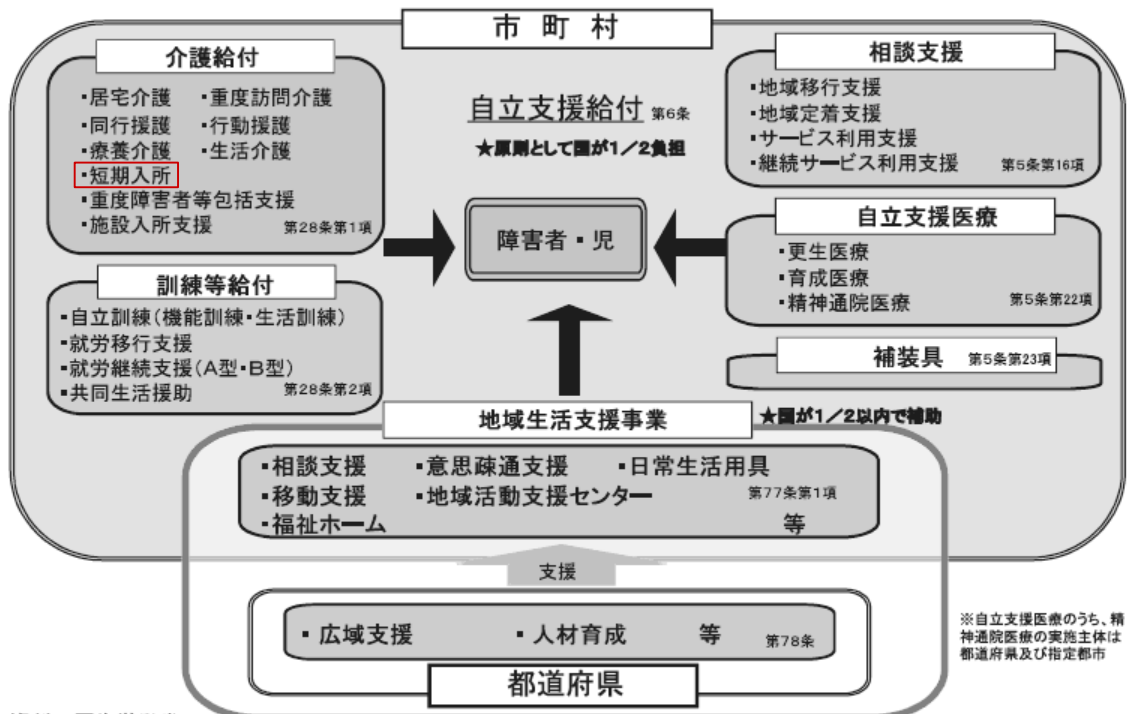 市町村
介護給付
・居宅介護 ・重度訪問介護
・同行援護 ・行動援護
・療養介護 ・生活介護
・短期入所
・重度障害者等包括支援
・施設入所支援 第28条第1項
訓練等給付
・自立訓練(機能訓練・生活訓練)
・就労移行支援
・就労継続支援(A型・B型)
・共同生活援助 第28条第2項
自立支援給付 第6条
★原則として国が1/2負担
障害者・児
相談支援
・地域移行支援
・地域定着支援
・サービス利用支援
・継続サービス利用支援 第5条第16項
自立支援医療
・更生医療
・育成医療
・精神通院医療 第5条第22項
補装具 第5条第23項
地域生活支援事業
★国が1/2以内で補助
・相談支援 ・意思疎通支援 ・日常生活用具
・移動支援 ・地域活動支援センター 第77条第1項
・福祉ホーム 等
支援
・広域支援 ・人材育成 等 第78条
都道府県
※自立支援医療のうち、精
神通院医療の実施主体は
都道府県及び指定都市